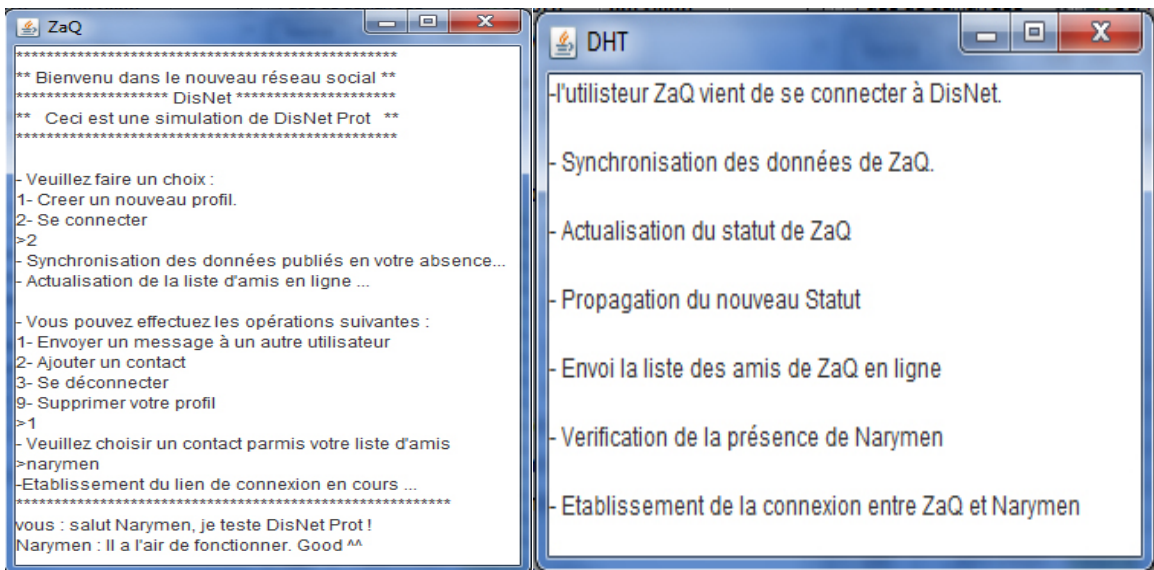 ZaQ
**************************************************
** Bienvenu dans le nouveau réseau social **
******************** DisNet *********************
**   Ceci est une simulation de DisNet Prot   **
**************************************************
- Veuillez faire un choix :
1- Creer un nouveau profil.
2- Se connecter
>2
- Synchronisation des données publiés en votre absence...
- Actualisation de la liste d'amis en ligne ...
- Vous pouvez effectuez les opérations suivantes :
1- Envoyer un message à un autre utilisateur
2- Ajouter un contact
3- Se déconnecter
9- Supprimer votre profil
>1
- Veuillez choisir un contact parmis votre liste d'amis
>narymen
-Etablissement du lien de connexion en cours ...
*********************************************************
vous : salut Narymen, je teste DisNet Prot !
Narymen : Il a l'air de fonctionner. Good ^^
DHT
-l'utilisteur ZaQ vient de se connecter à DisNet.
- Synchronisation des données de ZaQ.
- Actualisation du statut de ZaQ
- Propagation du nouveau Statut
- Envoi la liste des amis de ZaQ en ligne
- Verification de la présence de Narymen
- Etablissement de la connexion entre ZaQ et Narymen